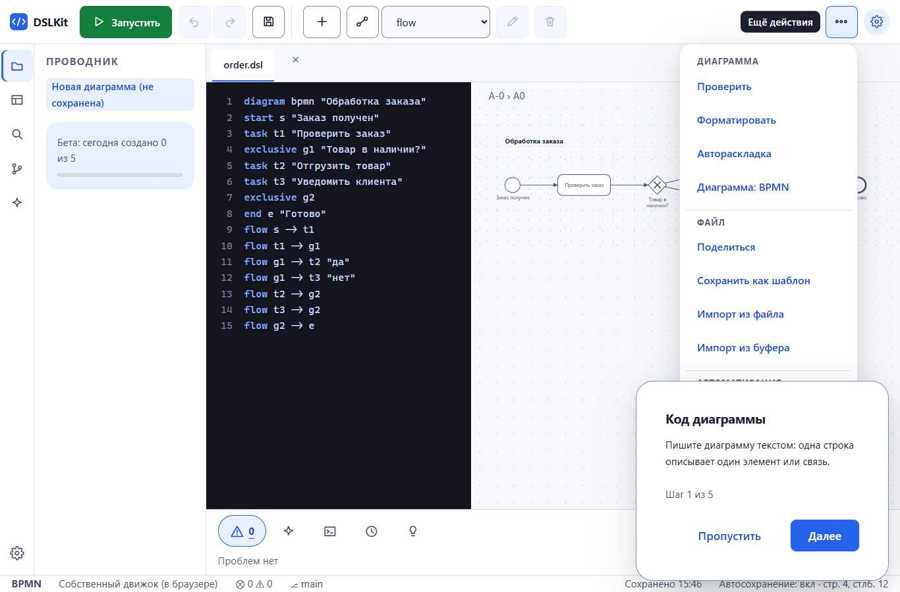 DSLKit
Запустить
flow
Ещё действия
ПРОВОДНИК
Новая диаграмма (не
сохранена)
Бета: сегодня создано 0
из 5
order.dsl
1 diagram bpmn "Обработка заказа"
2 start s "Заказ получен"
3 task t1 "Проверить заказ"
4 exclusive g1 "Товар в наличии?"
5 task t2 "Отгрузить товар"
6 task t3 "Уведомить клиента"
7 exclusive g2
8 end e "Готово"
9 flow s -> t1
10 flow t1 -> g1
11 flow g1 -> t2 "да"
12 flow g1 -> t3 "нет"
13 flow t2 -> g2
14 flow t3 -> g2
15 flow g2 -> e
A-0 › A0
Обработка заказа
Заказ получен
Проверить заказ
Товар в
наличии?
ДИАГРАММА
Проверить
Форматировать
Автораскладка
Диаграмма: BPMN
ФАЙЛ
Поделиться
Сохранить как шаблон
Импорт из файла
Импорт из буфера
Код диаграммы
Пишите диаграмму текстом: одна строка
описывает один элемент или связь.
Шаг 1 из 5
Пропустить
Далее
0
Проблем нет
BPMN
Собственный движок (в браузере)
0
0
main
Сохранено 15:46
Автосохранение: вкл · стр. 4, стлб. 12